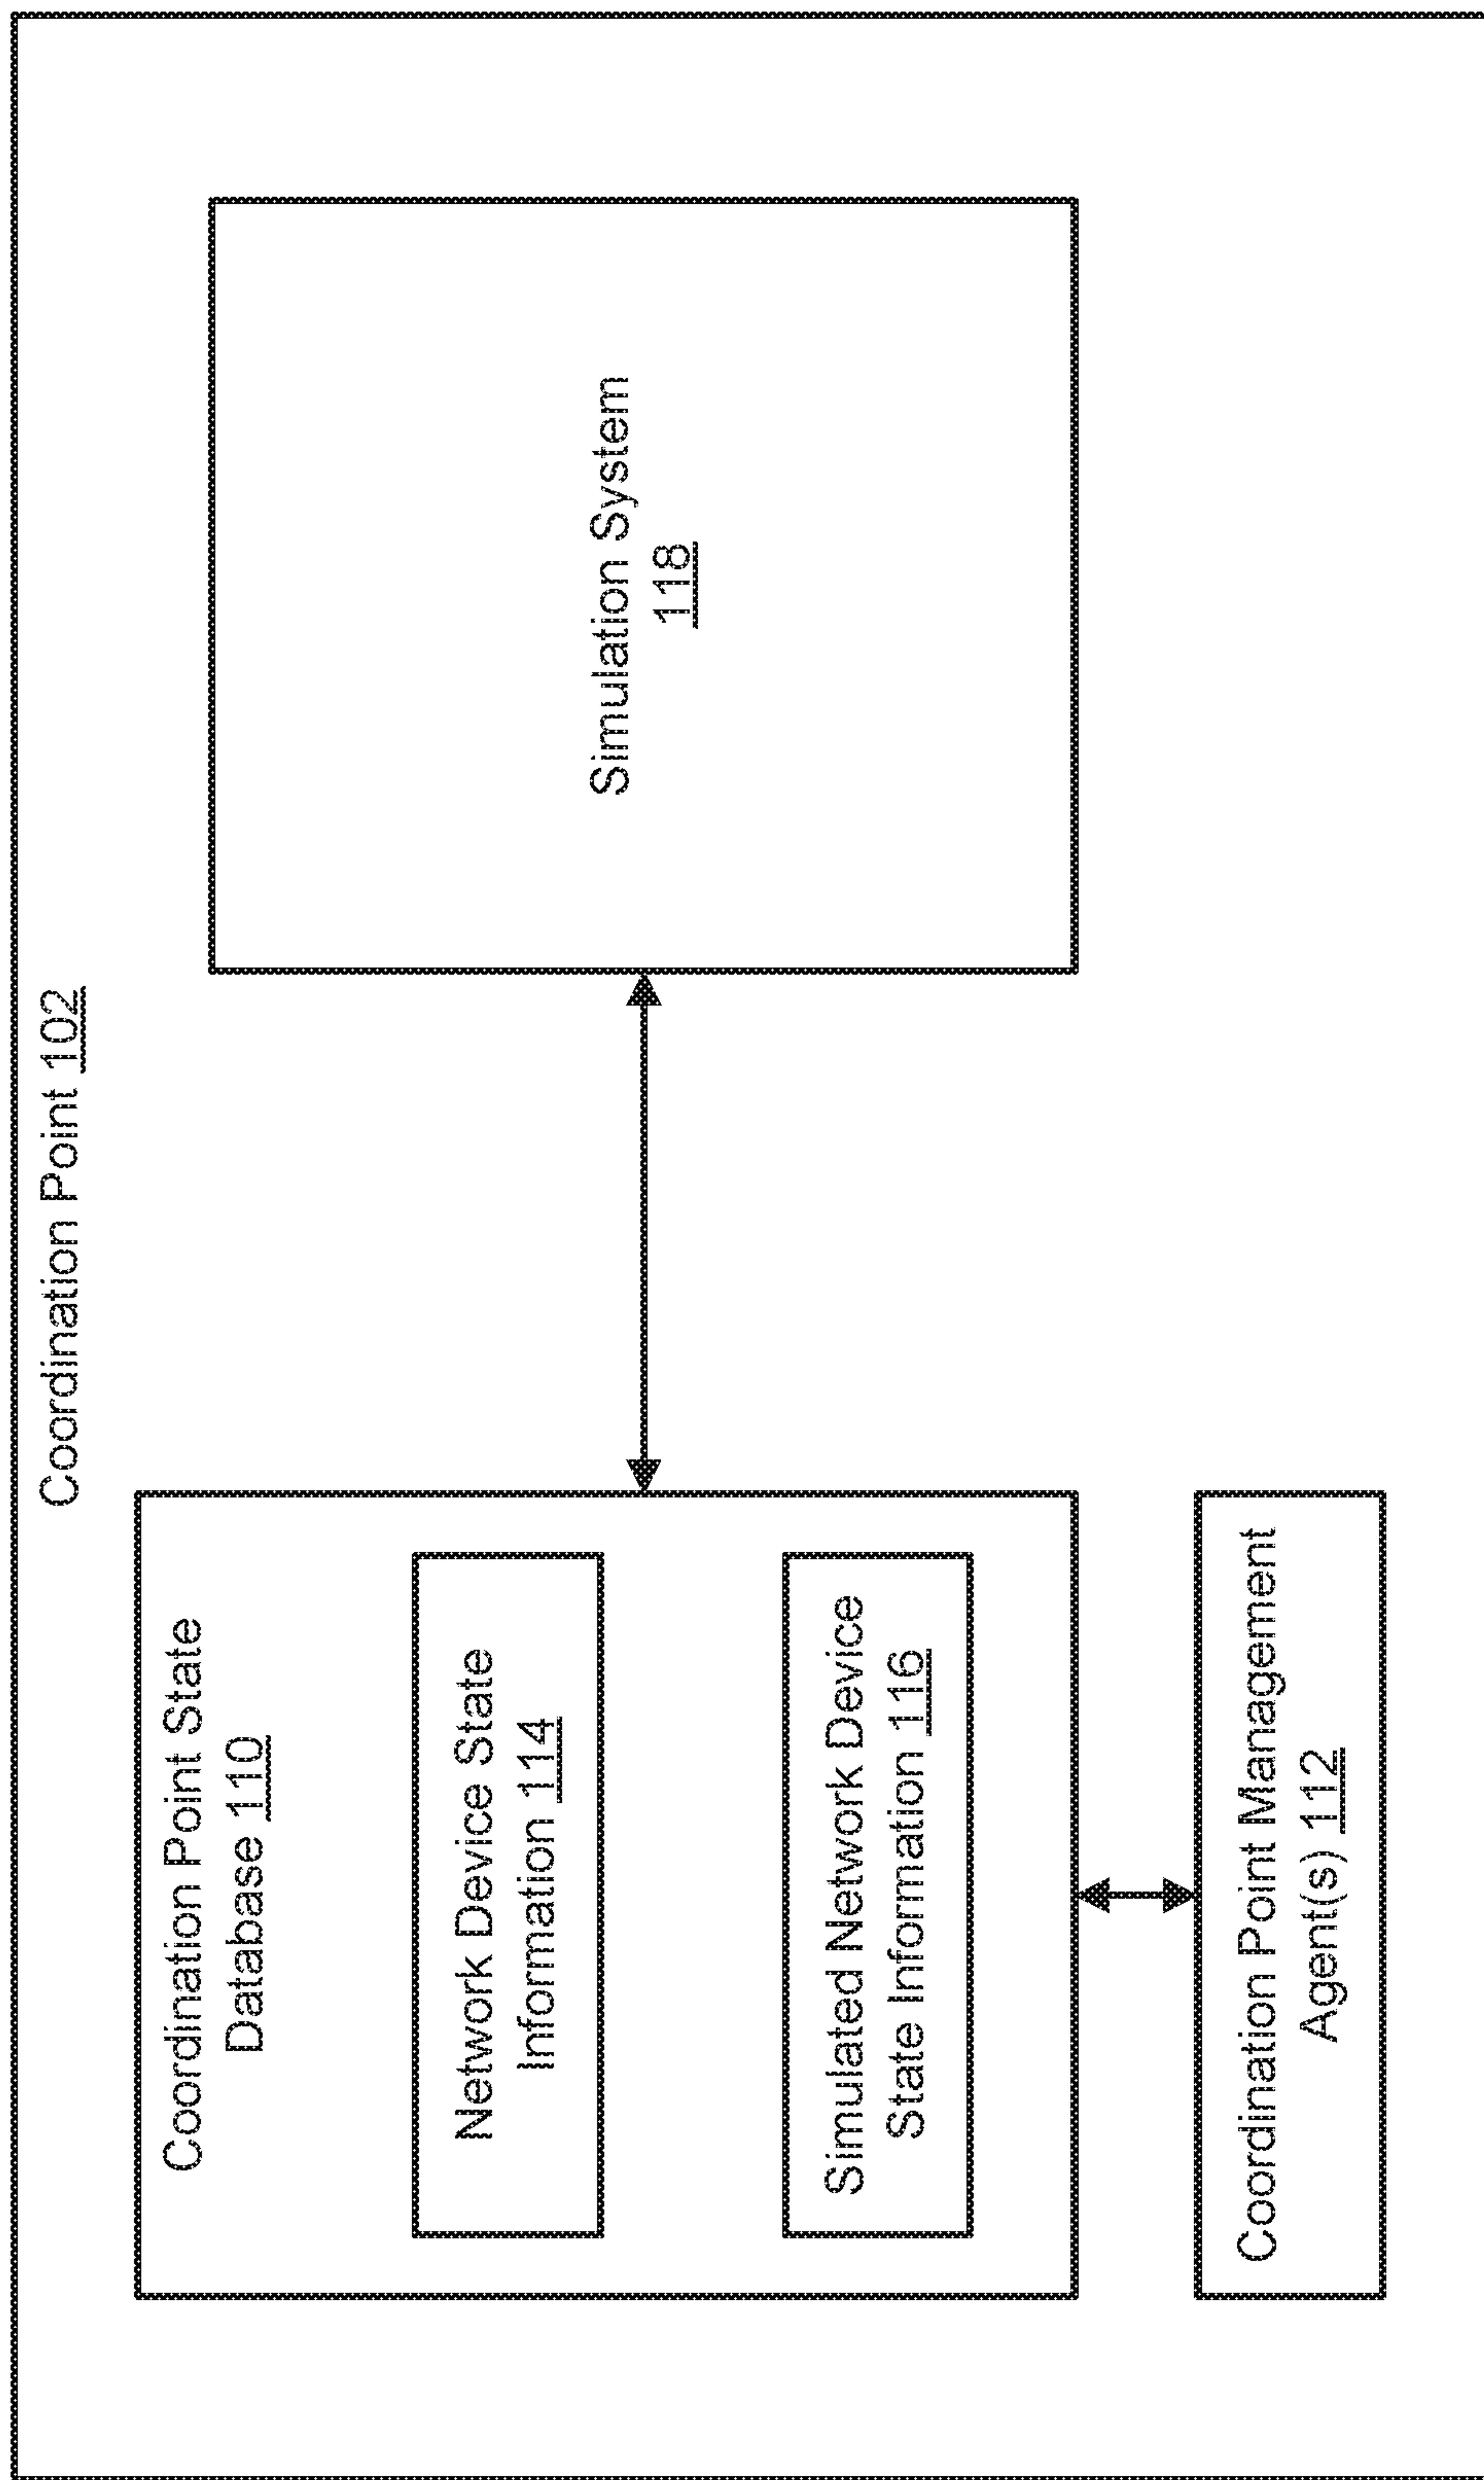 Coordination Point 102
Coordination Point State
Database 110
Network Device State
Information 114
Simulated Network Device
State Information 116
Coordination Point Management
Agent(s) 112
Simulation System
118